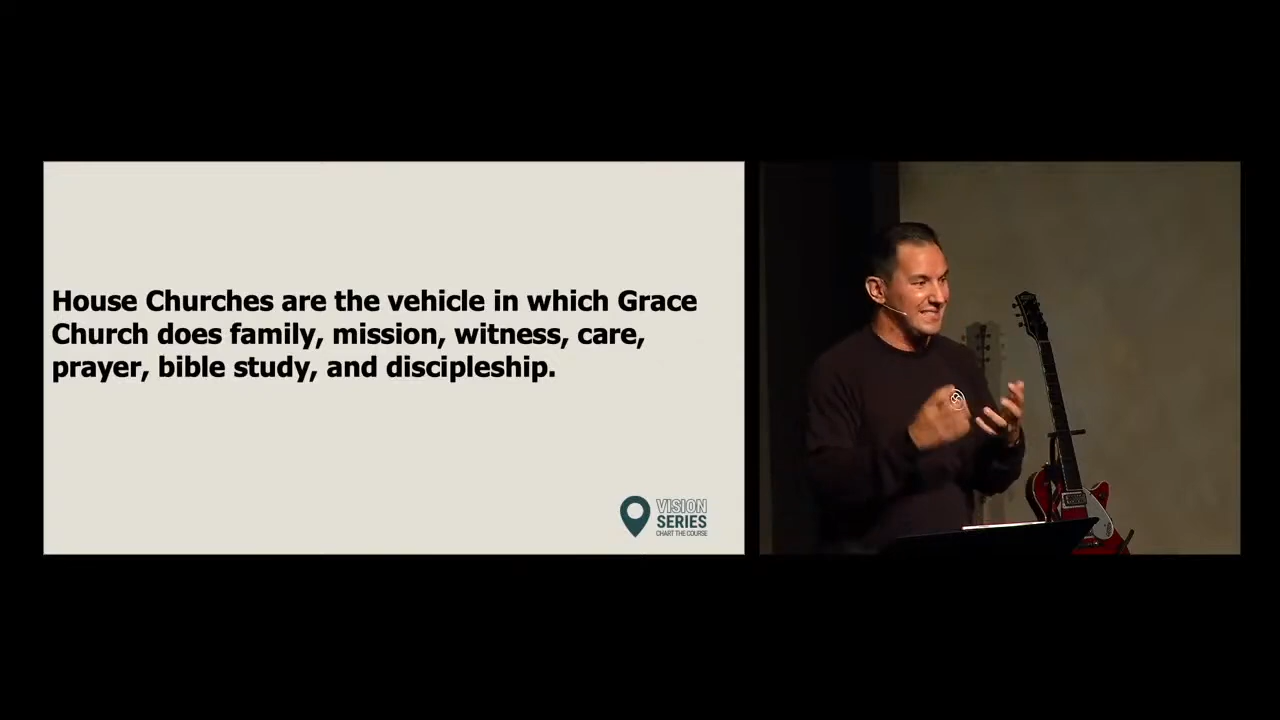 House Churches are the vehicle in which Grace
Church does family, mission, witness, care,
prayer, bible study, and discipleship.
VISION
SERIES
CHART THE COURSE